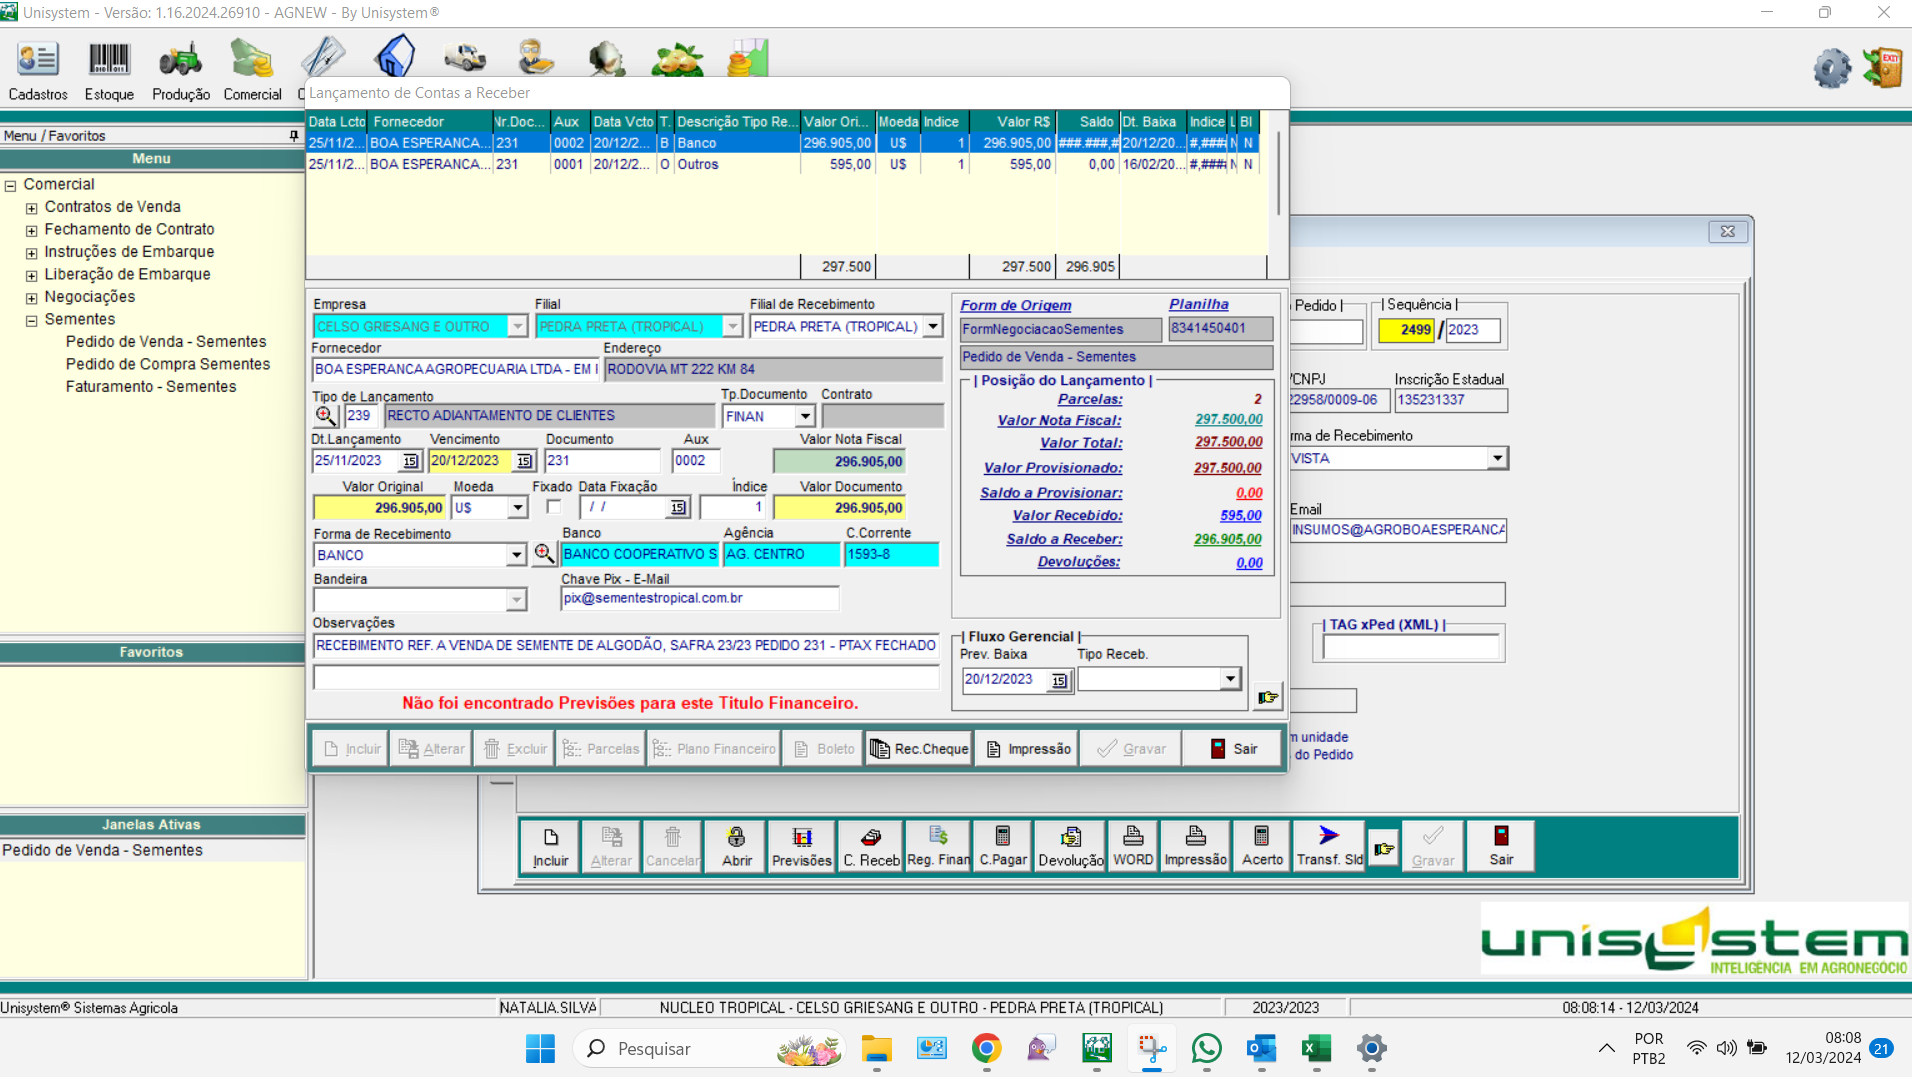 Unisystem - Versão: 1.16.2024.26910 - AGNEW - By Unisystem®
Cadastros Estoque Produção Comercial
Lançamento de Contas a Receber
Menu / Favoritos
Menu
Comercial
Contratos de Venda
Fechamento de Contrato
Instruções de Embarque
Liberação de Embarque
Negociações
Sementes
Pedido de Venda - Sementes
Pedido de Compra Sementes
Faturamento - Sementes
Favoritos
Janelas Ativas
Pedido de Venda - Sementes
Data Lcto Fornecedor Nr.Doc... Aux Data Vcto T. Descrição Tipo Re... Valor Ori... Moeda Indice Valor R$ Saldo Dt. Baixa Indice L Bl
25/11/2... BOA ESPERANCA... 231 0002 20/12/2... B Banco 296.905,00 U$ 1 296.905,00 ###.###,# 20/12/20... #,### N N
25/11/2... BOA ESPERANCA... 231 0001 20/12/2... O Outros 595,00 U$ 1 595,00 0,00 16/02/20... #,### N N
297.500 297.500 296.905
Empresa Filial Filial de Recebimento
CELSO GRIESANG E OUTRO PEDRA PRETA (TROPICAL) PEDRA PRETA (TROPICAL)
Fornecedor Endereço
BOA ESPERANCA AGROPECUARIA LTDA - EM RODOVIA MT 222 KM 84
Tipo de Lançamento Tp.Documento Contrato
239 RECTO ADIANTAMENTO DE CLIENTES FINAN
Dt.Lançamento Vencimento Documento Aux Valor Nota Fiscal
25/11/2023 15 20/12/2023 15 231 0002 296.905,00
Valor Original Moeda Fixado Data Fixação Índice Valor Documento
296.905,00 U$ / / 15 1 296.905,00
Forma de Recebimento Banco Agência C.Corrente
BANCO BANCO COOPERATIVO S AG. CENTRO 1593-8
Bandeira Chave Pix - E-Mail
pix@sementestropical.com.br
Observações
RECEBIMENTO REF. A VENDA DE SEMENTE DE ALGODÃO, SAFRA 23/23 PEDIDO 231 - PTAX FECHADO
Não foi encontrado Previsões para este Titulo Financeiro.
Form de Origem Planilha
FormNegociacaoSementes 8341450401
Pedido de Venda - Sementes
| Posição do Lançamento |
Parcelas: 2
Valor Nota Fiscal: 297.500,00
Valor Total: 297.500,00
Valor Provisionado: 297.500,00
Saldo a Provisionar: 0,00
Valor Recebido: 595,00
Saldo a Receber: 296.905,00
Devoluções: 0,00
| Fluxo Gerencial |
Prev. Baixa Tipo Receb.
20/12/2023 15
Incluir Alterar Excluir Parcelas Plano Financeiro Boleto Rec.Cheque Impressão Gravar Sair
Pedido | | Sequência |
2499 / 2023
CNPJ Inscrição Estadual
22958/0009-06 135231337
rma de Recebimento
VISTA
Email
INSUMOS@AGROBOAESPERANCA
| TAG xPed (XML) |
m unidade
do Pedido
Incluir Alterar Cancelar Abrir Previsões C. Receb Reg. Finan C.Pagar Devolução WORD Impressão Acerto Transf. Sld Gravar Sair
unisystem
INTELIGÊNCIA EM AGRONEGÓCIO
Unisystem® Sistemas Agricola NATALIA.SILVA NUCLEO TROPICAL - CELSO GRIESANG E OUTRO - PEDRA PRETA (TROPICAL) 2023/2023 08:08:14 - 12/03/2024
Pesquisar
POR
PTB2
08:08
12/03/2024
21